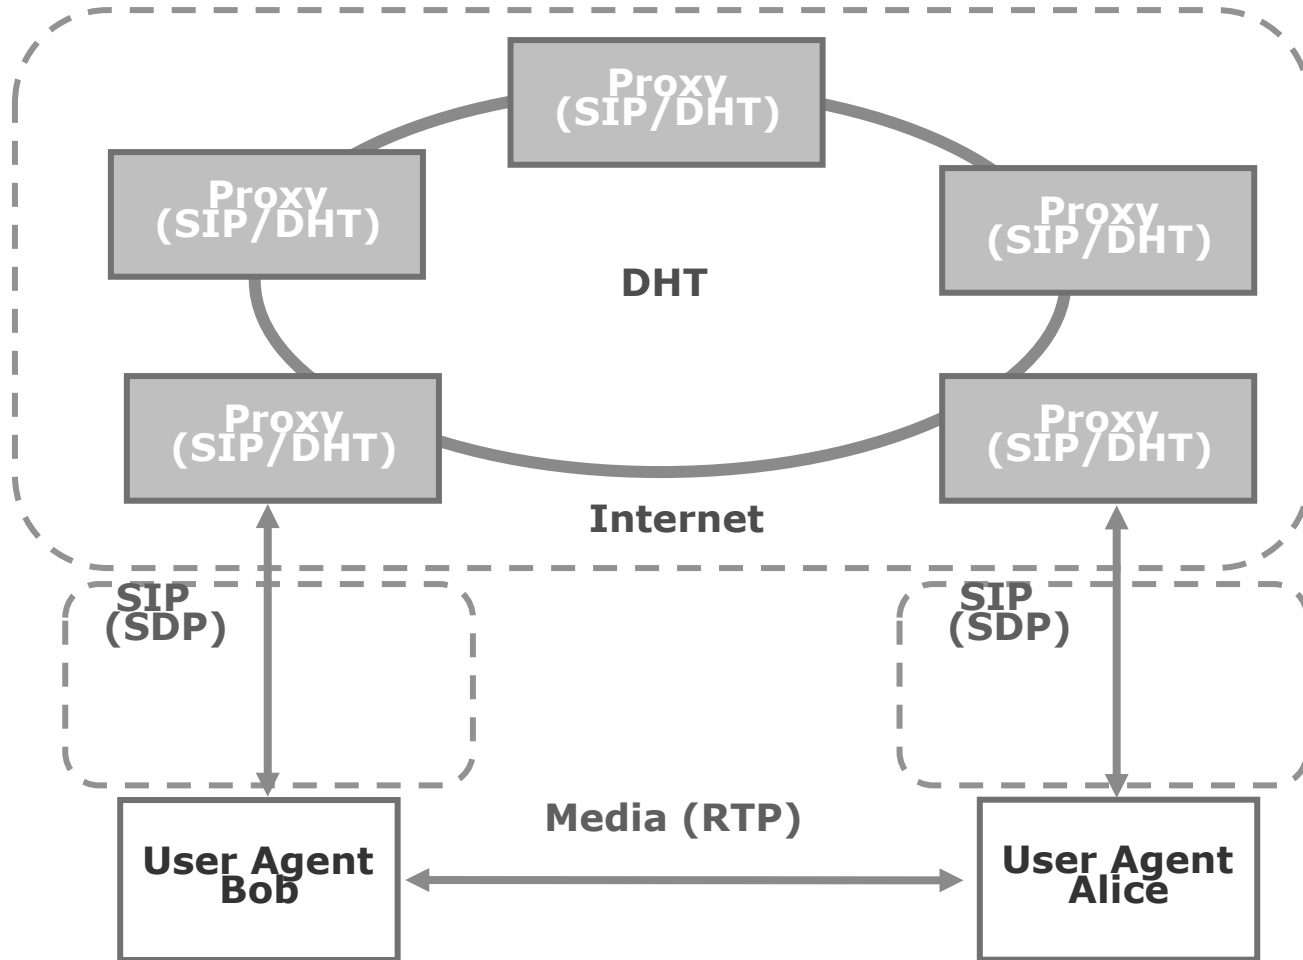 Proxy
(SIP/DHT)
Proxy
(SIP/DHT)
Proxy
(SIP/DHT)
DHT
Proxy
(SIP/DHT)
Proxy
(SIP/DHT)
Internet
SIP
(SDP)
SIP
(SDP)
Media (RTP)
User Agent
Bob
User Agent
Alice